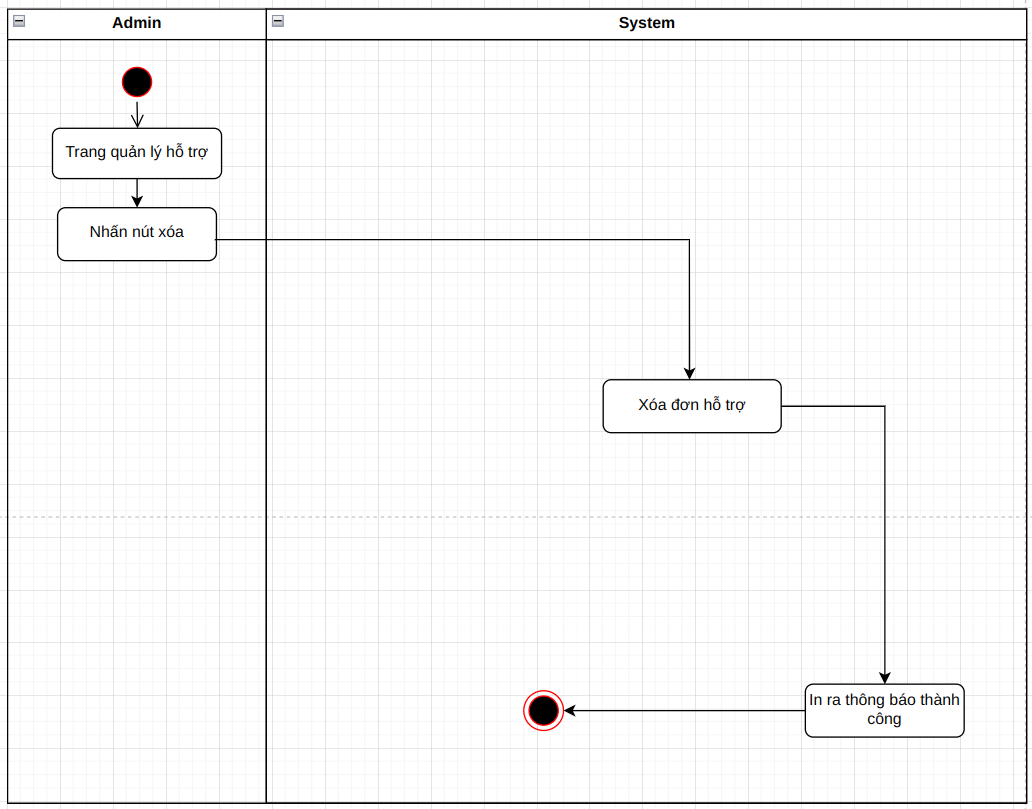 Admin
System
Trang quản lý hỗ trợ
Nhấn nút xóa
Xóa đơn hỗ trợ
In ra thông báo thành
công